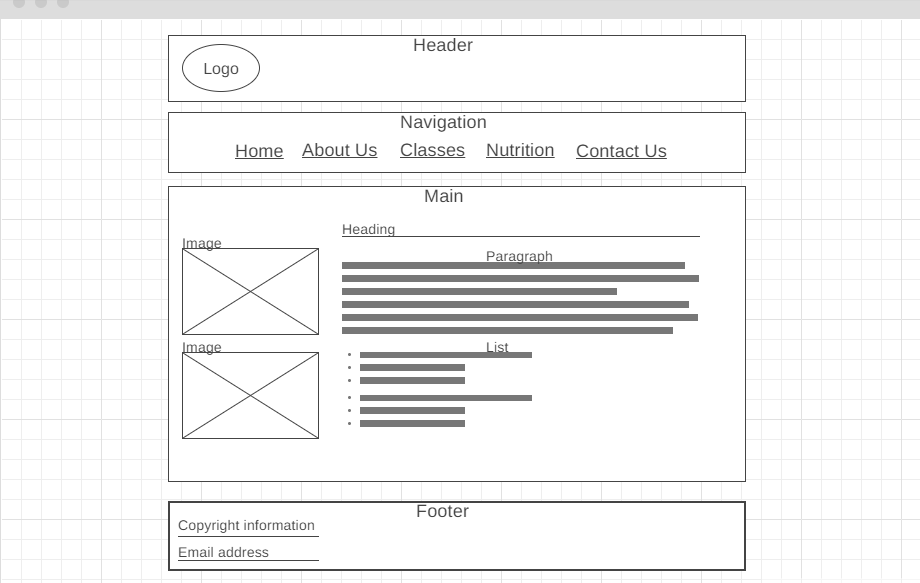 Header
Logo
Navigation
Home About Us Classes Nutrition Contact Us
Main
Heading
Image
Paragraph
Image
List
Footer
Copyright information
Email address